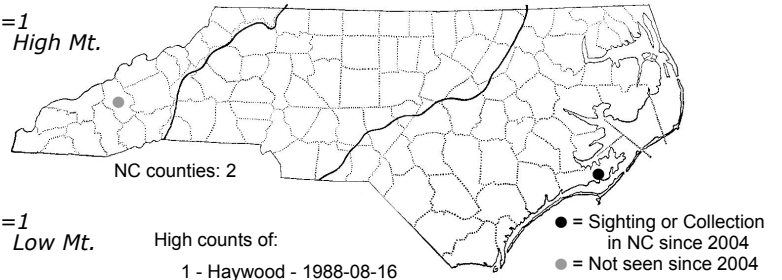 =1
High Mt.
NC counties: 2
=1
Low Mt.
High counts of:
1 - Haywood - 1988-08-16
● = Sighting or Collection
in NC since 2004
● = Not seen since 2004